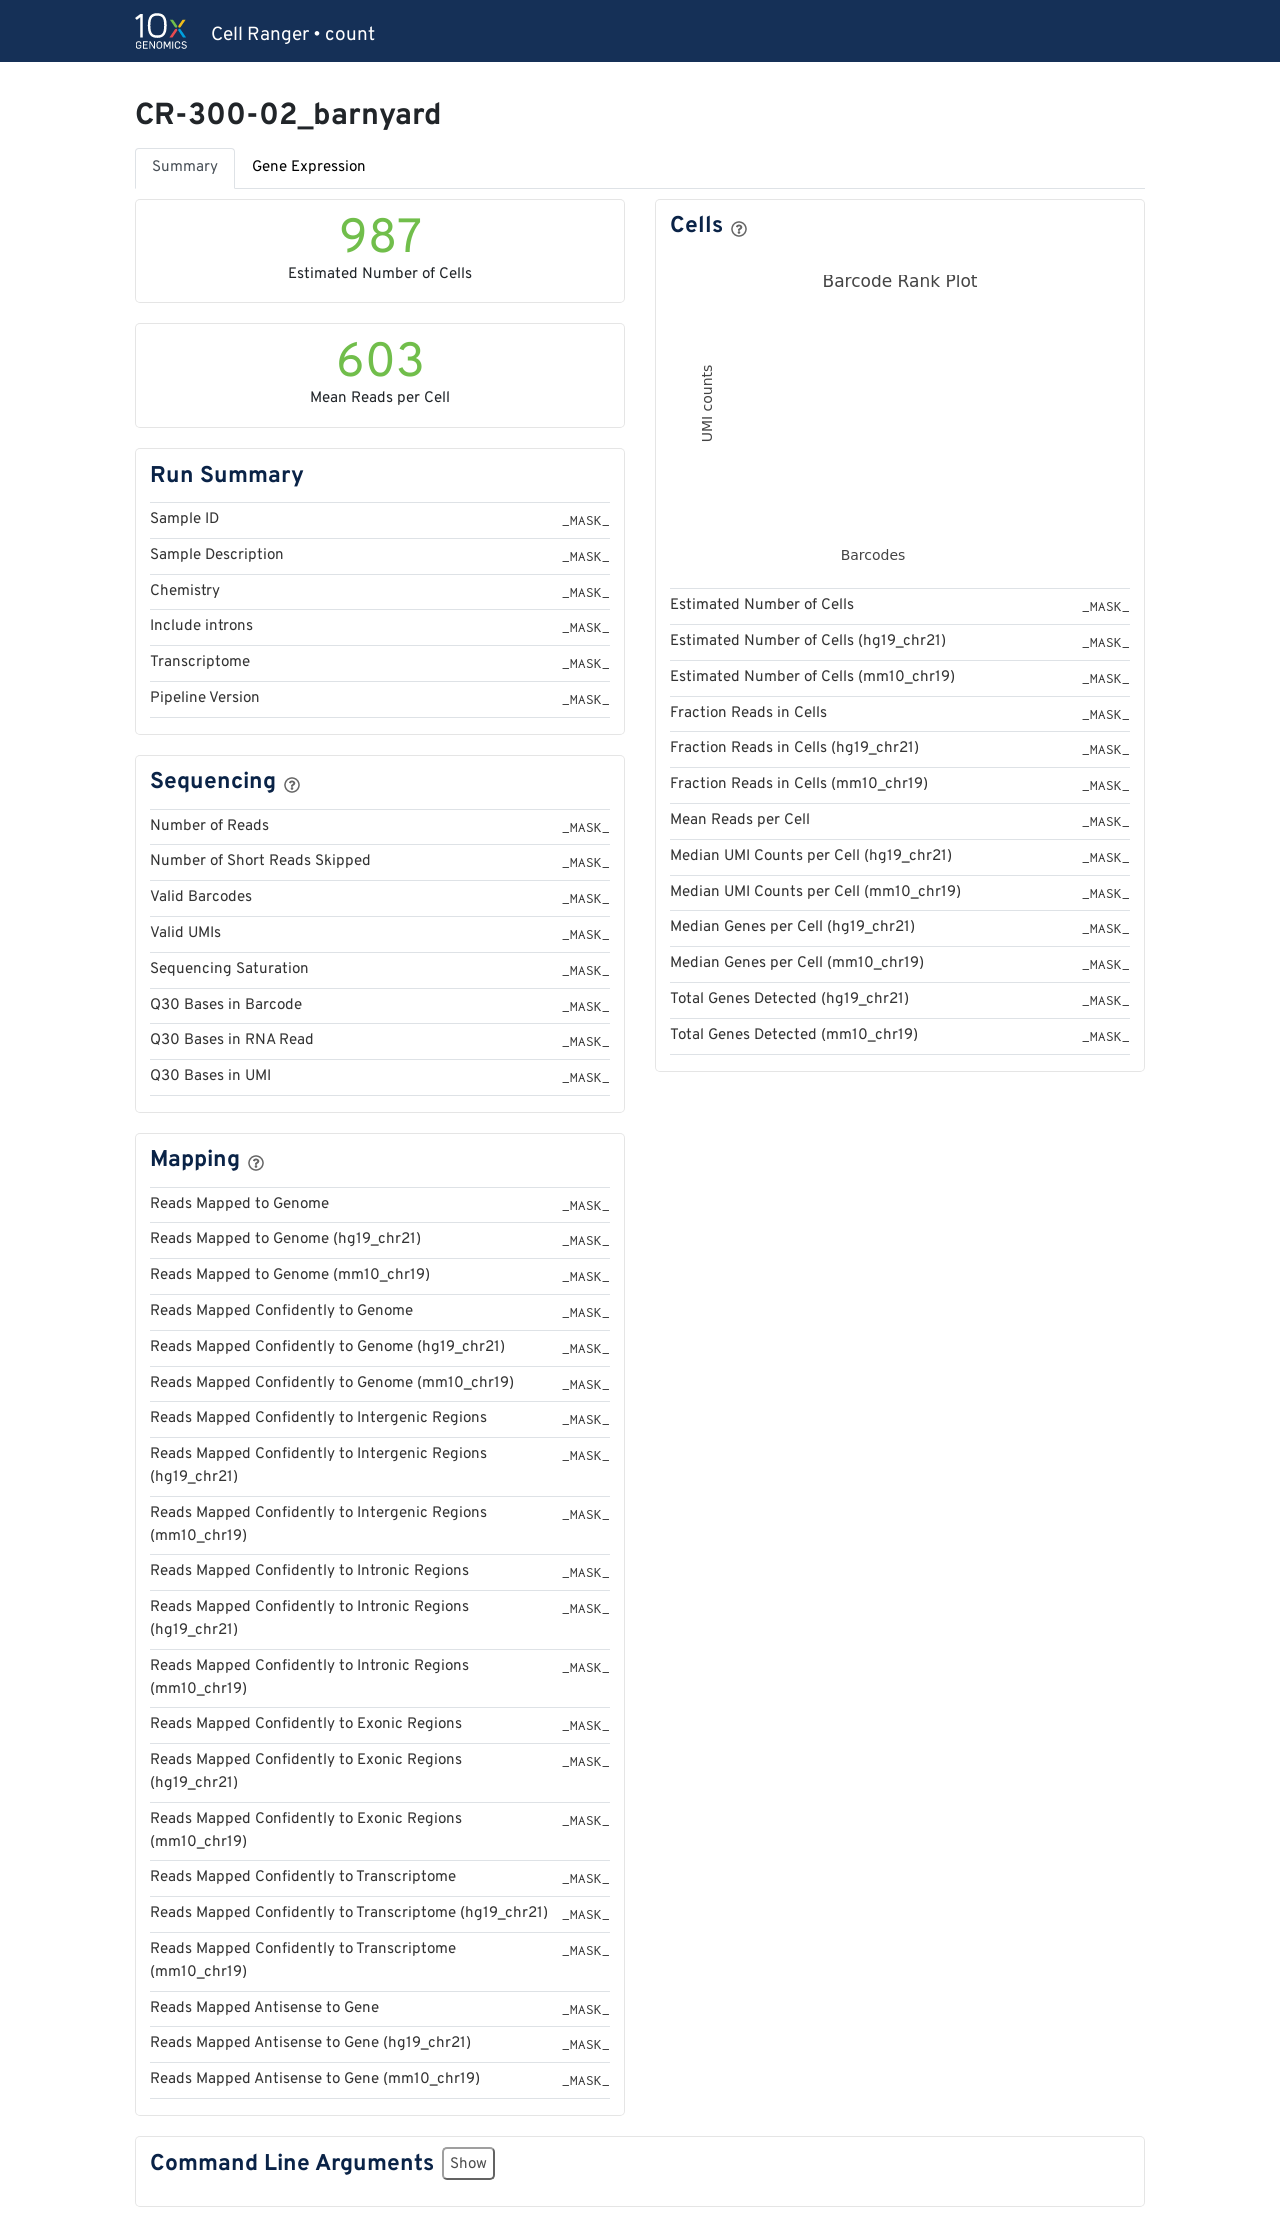 10x
GENOMICS
Cell Ranger • count
CR-300-02_barnyard
Summary
Gene Expression
987
Estimated Number of Cells
603
Mean Reads per Cell
Run Summary
Sample ID _MASK_
Sample Description _MASK_
Chemistry _MASK_
Include introns _MASK_
Transcriptome _MASK_
Pipeline Version _MASK_
Sequencing ?
Number of Reads _MASK_
Number of Short Reads Skipped _MASK_
Valid Barcodes _MASK_
Valid UMIs _MASK_
Sequencing Saturation _MASK_
Q30 Bases in Barcode _MASK_
Q30 Bases in RNA Read _MASK_
Q30 Bases in UMI _MASK_
Mapping ?
Reads Mapped to Genome _MASK_
Reads Mapped to Genome (hg19_chr21) _MASK_
Reads Mapped to Genome (mm10_chr19) _MASK_
Reads Mapped Confidently to Genome _MASK_
Reads Mapped Confidently to Genome (hg19_chr21) _MASK_
Reads Mapped Confidently to Genome (mm10_chr19) _MASK_
Reads Mapped Confidently to Intergenic Regions _MASK_
Reads Mapped Confidently to Intergenic Regions _MASK_
(hg19_chr21)
Reads Mapped Confidently to Intergenic Regions _MASK_
(mm10_chr19)
Reads Mapped Confidently to Intronic Regions _MASK_
Reads Mapped Confidently to Intronic Regions _MASK_
(hg19_chr21)
Reads Mapped Confidently to Intronic Regions _MASK_
(mm10_chr19)
Reads Mapped Confidently to Exonic Regions _MASK_
Reads Mapped Confidently to Exonic Regions _MASK_
(hg19_chr21)
Reads Mapped Confidently to Exonic Regions _MASK_
(mm10_chr19)
Reads Mapped Confidently to Transcriptome _MASK_
Reads Mapped Confidently to Transcriptome (hg19_chr21) _MASK_
Reads Mapped Confidently to Transcriptome _MASK_
(mm10_chr19)
Reads Mapped Antisense to Gene _MASK_
Reads Mapped Antisense to Gene (hg19_chr21) _MASK_
Reads Mapped Antisense to Gene (mm10_chr19) _MASK_
Cells ?
Barcode Rank Plot
UMI counts
Barcodes
Estimated Number of Cells _MASK_
Estimated Number of Cells (hg19_chr21) _MASK_
Estimated Number of Cells (mm10_chr19) _MASK_
Fraction Reads in Cells _MASK_
Fraction Reads in Cells (hg19_chr21) _MASK_
Fraction Reads in Cells (mm10_chr19) _MASK_
Mean Reads per Cell _MASK_
Median UMI Counts per Cell (hg19_chr21) _MASK_
Median UMI Counts per Cell (mm10_chr19) _MASK_
Median Genes per Cell (hg19_chr21) _MASK_
Median Genes per Cell (mm10_chr19) _MASK_
Total Genes Detected (hg19_chr21) _MASK_
Total Genes Detected (mm10_chr19) _MASK_
Command Line Arguments Show